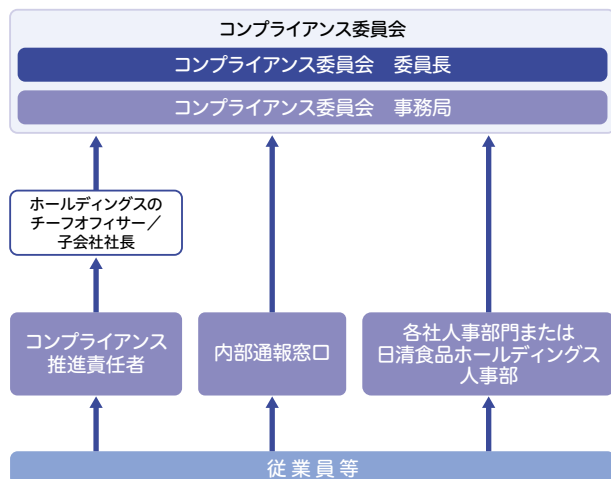 コンプライアンス委員会
コンプライアンス委員会　委員長
コンプライアンス委員会　事務局
ホールディングスの
チーフオフィサー／
子会社社長
コンプライアンス
推進責任者
内部通報窓口
各社人事部門または
日清食品ホールディングス
人事部
従業員等